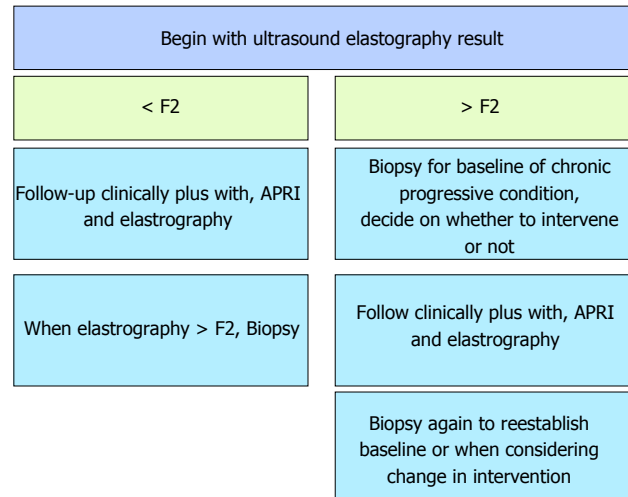 Begin with ultrasound elastography result
< F2
> F2
Follow-up clinically plus with, APRI
and elastrography
Biopsy for baseline of chronic
progressive condition,
decide on whether to intervene
or not
When elastrography > F2, Biopsy
Follow clinically plus with, APRI
and elastrography
Biopsy again to reestablish
baseline or when considering
change in intervention